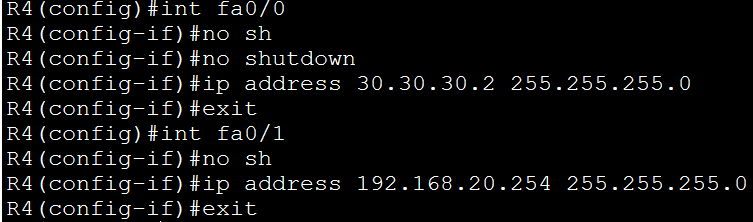 R4(config)#int fa0/0
R4(config-if)#no sh
R4(config-if)#no shutdown
R4(config-if)#ip address 30.30.30.2 255.255.255.0
R4(config-if)#exit
R4(config)#int fa0/1
R4(config-if)#no sh
R4(config-if)#ip address 192.168.20.254 255.255.255.0
R4(config-if)#exit